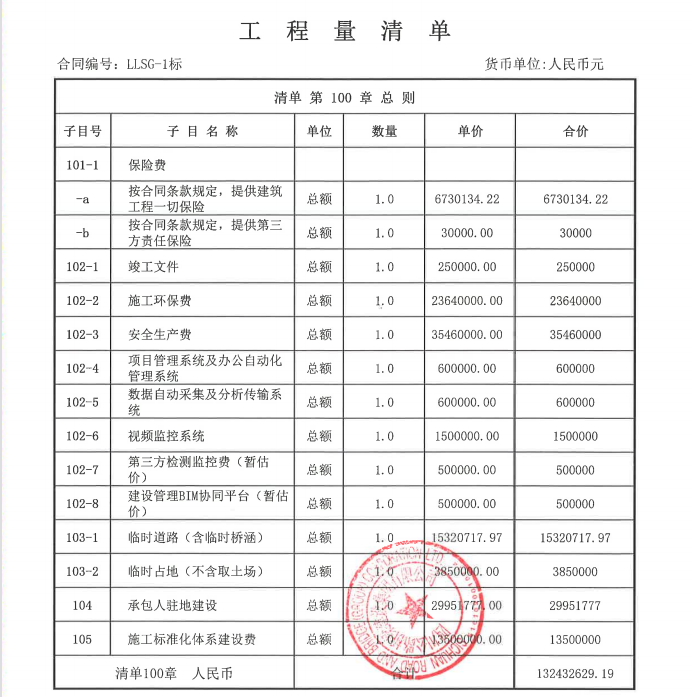 工 程 量 清 单
合同编号: LLSG-1标 货币单位:人民币元
清单 第 100 章 总 则
子目号 子 目 名 称 单位 数量 单价 合价
101-1 保险费
-a 按合同条款规定，提供建筑
工程一切保险 总额 1.0 6730134.22 6730134.22
-b 按合同条款规定，提供第三
方责任保险 总额 1.0 30000.00 30000
102-1 竣工文件 总额 1.0 250000.00 250000
102-2 施工环保费 总额 1.0 23640000.00 23640000
102-3 安全生产费 总额 1.0 35460000.00 35460000
102-4 项目管理系统及办公自动化
管理系统 总额 1.0 600000.00 600000
102-5 数据自动采集及分析传输系
统 总额 1.0 600000.00 600000
102-6 视频监控系统 总额 1.0 1500000.00 1500000
102-7 第三方检测监控费（暂估
价） 总额 1.0 500000.00 500000
102-8 建设管理BIM协同平台（暂估
价） 总额 1.0 500000.00 500000
103-1 临时道路（含临时桥涵） 总额 1.0 15320717.97 15320717.97
103-2 临时占地（不含取土场） 总额 1.0 3850000.00 3850000
104 承包人驻地建设 总额 1.0 29951777.00 29951777
105 施工标准化体系建设费 总额 1.0 13500000.00 13500000
清单100章 人民币 合计 132432629.19
ROAD AND BRIDGE